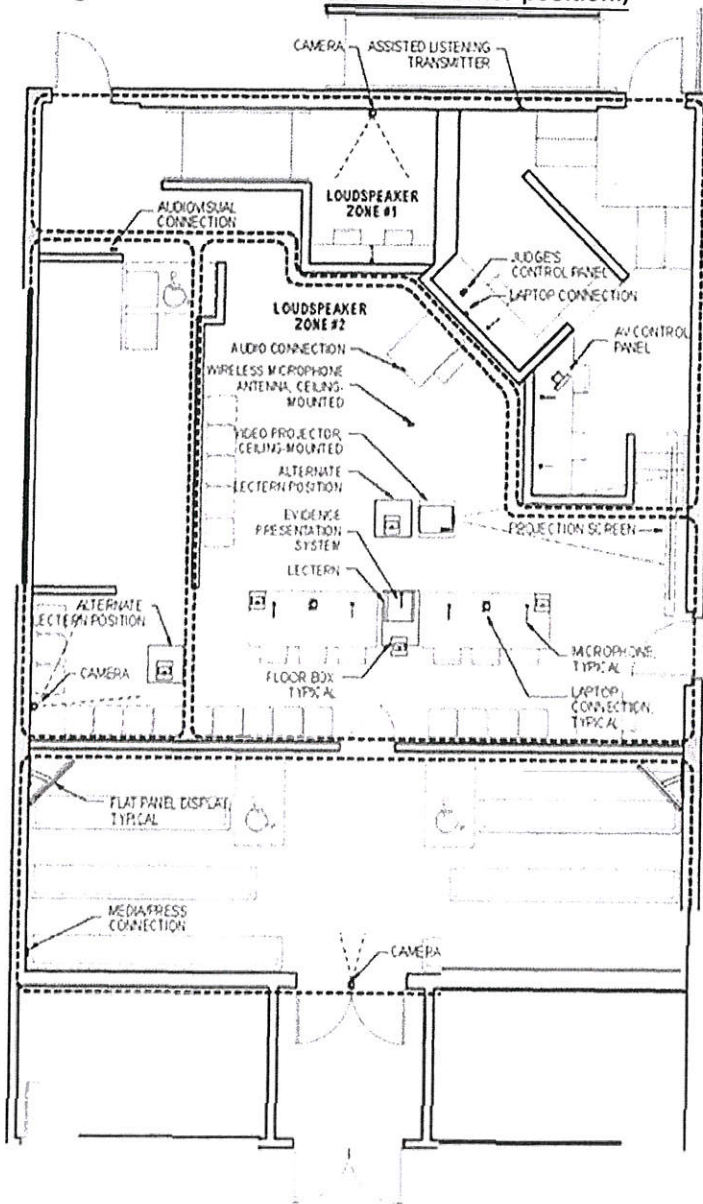 position)
CAMERA
ASSISTED LISTENING
TRANSMITTER
LOUDSPEAKER
ZONE #1
AUDIOVISUAL
CONNECTION
JUDGE'S
CONTROL PANEL
LAPTOP CONNECTION
LOUDSPEAKER
ZONE #2
AV CONTROL
PANEL
AUDIO CONNECTION
WIRELESS MICROPHONE
ANTENNA, CEILING-
MOUNTED
VIDEO PROJECTOR,
CEILING-MOUNTED
ALTERNATE
LECTERN POSITION
EVIDENCE
PRESENTATION
SYSTEM
PROJECTION SCREEN
LECTERN
ALTERNATE
LECTERN POSITION
CAMERA
FLOOR BOX
TYPICAL
MICROPHONE,
TYPICAL
LAPTOP
CONNECTION,
TYPICAL
FLAT PANEL DISPLAY,
TYPICAL
MEDIA/PRESS
CONNECTION
CAMERA